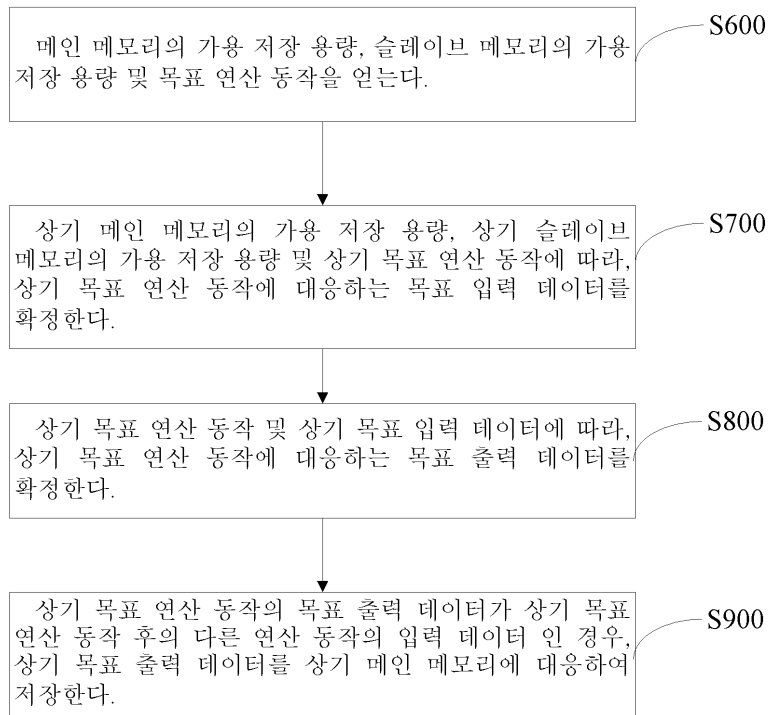 메인 메모리의 가용 저장 용량, 슬레이브 메모리의 가용
저장 용량 및 목표 연산 동작을 얻는다.
S600
상기 메인 메모리의 가용 저장 용량, 상기 슬레이브
메모리의 가용 저장 용량 및 상기 목표 연산 동작에 따라,
상기 목표 연산 동작에 대응하는 목표 입력 데이터를
확정한다.
S700
상기 목표 연산 동작 및 상기 목표 입력 데이터에 따라,
상기 목표 연산 동작에 대응하는 목표 출력 데이터를
확정한다.
S800
상기 목표 연산 동작의 목표 출력 데이터가 상기 목표
연산 동작 후의 다른 연산 동작의 입력 데이터 인 경우,
상기 목표 출력 데이터를 상기 메인 메모리에 대응하여
저장한다.
S900